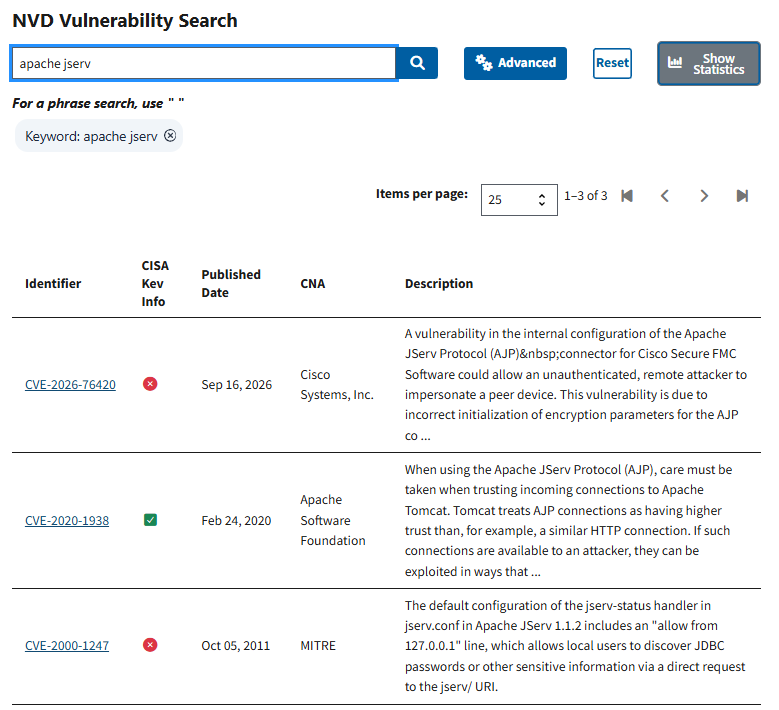 NVD Vulnerability Search
apache jserv
Advanced
Reset
Show
Statistics
For a phrase search, use " "
Keyword: apache jserv
Items per page:
25
1–3 of 3
Identifier
CISA
Kev
Info
Published
Date
CNA
Description
CVE-2026-76420
Sep 16, 2026
Cisco
Systems, Inc.
A vulnerability in the internal configuration of the Apache
JServ Protocol (AJP)&nbsp;connector for Cisco Secure FMC
Software could allow an unauthenticated, remote attacker to
impersonate a peer device. This vulnerability is due to
incorrect initialization of encryption parameters for the AJP
co ...
CVE-2020-1938
Feb 24, 2020
Apache
Software
Foundation
When using the Apache JServ Protocol (AJP), care must be
taken when trusting incoming connections to Apache
Tomcat. Tomcat treats AJP connections as having higher
trust than, for example, a similar HTTP connection. If such
connections are available to an attacker, they can be
exploited in ways that ...
CVE-2000-1247
Oct 05, 2011
MITRE
The default configuration of the jserv-status handler in
jserv.conf in Apache JServ 1.1.2 includes an "allow from
127.0.0.1" line, which allows local users to discover JDBC
passwords or other sensitive information via a direct request
to the jserv/ URI.